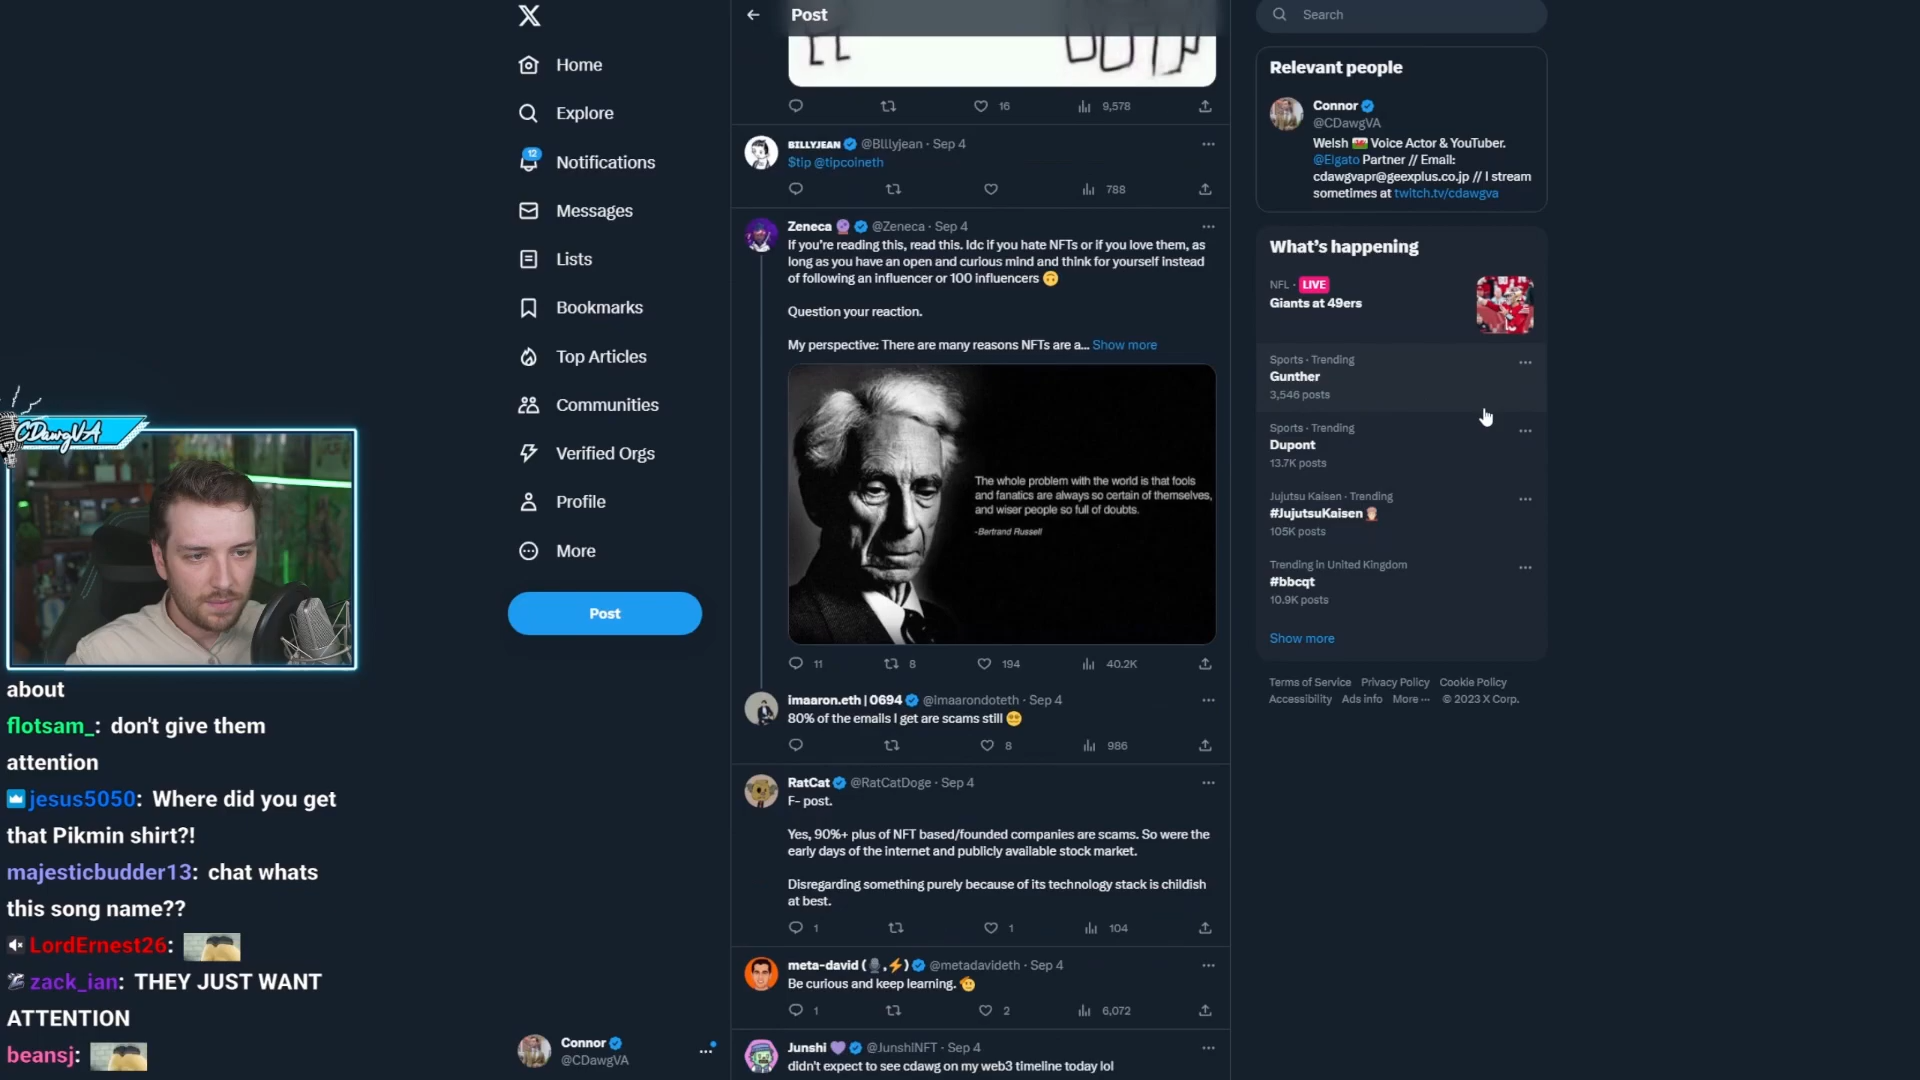 Home
Explore
12
Notifications
Messages
Lists
Bookmarks
Top Articles
Communities
Verified Orgs
Profile
More
Post
Connor
@CDawgVA
CDawgVA
about
flotsam_: don't give them
attention
jesus5050: Where did you get
that Pikmin shirt?!
majesticbudder13: chat whats
this song name??
LordErnest26:
zack_ian: THEY JUST WANT
ATTENTION
beansj:
Post
16
9,578
BILLYJEAN @Blllyjean · Sep 4
$tip @tipcoineth
788
Zeneca 🔮 @Zeneca · Sep 4
If you're reading this, read this. Idc if you hate NFTs or if you love them, as
long as you have an open and curious mind and think for yourself instead
of following an influencer or 100 influencers 🙃
Question your reaction.
My perspective: There are many reasons NFTs are a... Show more
The whole problem with the world is that fools
and fanatics are always so certain of themselves,
and wiser people so full of doubts.
-Bertrand Russell
11
8
194
40.2K
imaaron.eth | 0694 @imaarondoteth · Sep 4
80% of the emails I get are scams still 😵‍💫
8
986
RatCat @RatCatDoge · Sep 4
F- post.
Yes, 90%+ plus of NFT based/founded companies are scams. So were the
early days of the internet and publicly available stock market.
Disregarding something purely because of its technology stack is childish
at best.
1
1
104
meta-david (🎙,⚡) @metadavideth · Sep 4
Be curious and keep learning. 🫡
1
2
6,072
Junshi 💜 @JunshiNFT · Sep 4
didn't expect to see cdawg on my web3 timeline today lol
Search
Relevant people
Connor
@CDawgVA
Welsh 🏴󠁧󠁢󠁷󠁬󠁳󠁿 Voice Actor & YouTuber.
@Elgato Partner // Email:
cdawgvapr@geexplus.co.jp // I stream
sometimes at twitch.tv/cdawgva
What's happening
NFL · LIVE
Giants at 49ers
Sports · Trending
Gunther
3,546 posts
Sports · Trending
Dupont
13.7K posts
Jujutsu Kaisen · Trending
#JujutsuKaisen
105K posts
Trending in United Kingdom
#bbcqt
10.9K posts
Show more
Terms of Service Privacy Policy Cookie Policy
Accessibility Ads info More ··· © 2023 X Corp.